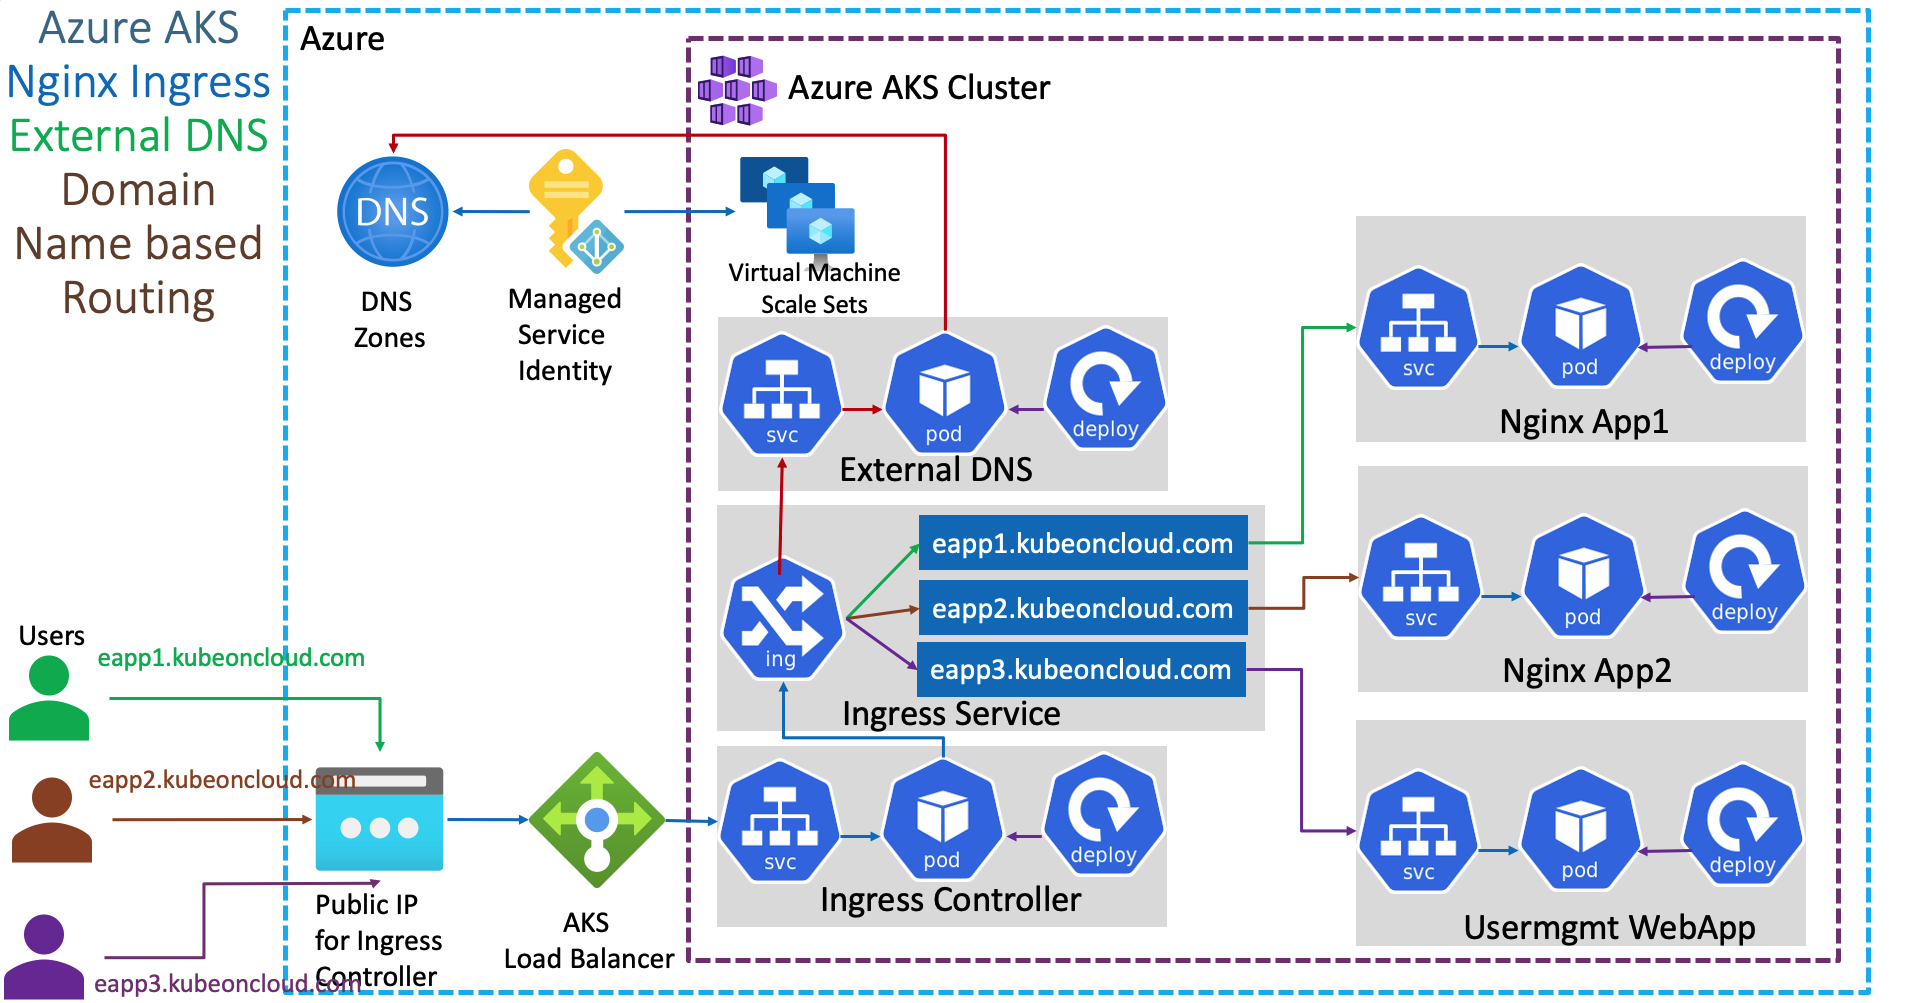 Azure AKS
Nginx Ingress
External DNS
Domain
Name based
Routing
Azure
Azure AKS Cluster
DNS
DNS
Zones
Managed
Service
Identity
Virtual Machine
Scale Sets
svc
pod
deploy
External DNS
eapp1.kubeoncloud.com
eapp2.kubeoncloud.com
eapp3.kubeoncloud.com
ing
Ingress Service
svc
pod
deploy
Ingress Controller
svc
pod
deploy
Nginx App1
svc
pod
deploy
Nginx App2
svc
pod
deploy
Usermgmt WebApp
Users
eapp1.kubeoncloud.com
eapp2.kubeoncloud.com
eapp3.kubeoncloud.com
Public IP
for Ingress
Controller
AKS
Load Balancer